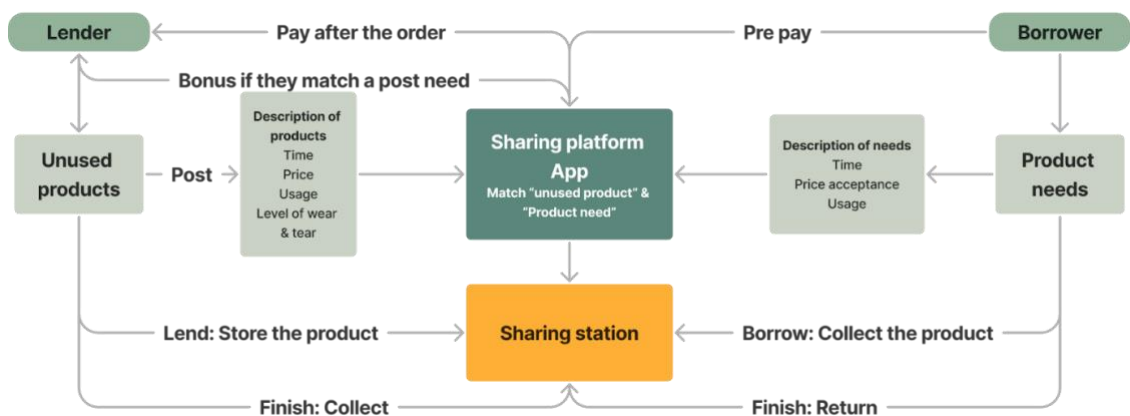 Lender
Pay after the order
Pre pay
Borrower
Bonus if they match a post need
Unused
products
Post
Description of
products
Time
Price
Usage
Level of wear
& tear
Sharing platform
App
Match “unused product” &
“Product need”
Description of needs
Time
Price acceptance
Usage
Product
needs
Lend: Store the product
Sharing station
Borrow: Collect the product
Finish: Collect
Finish: Return